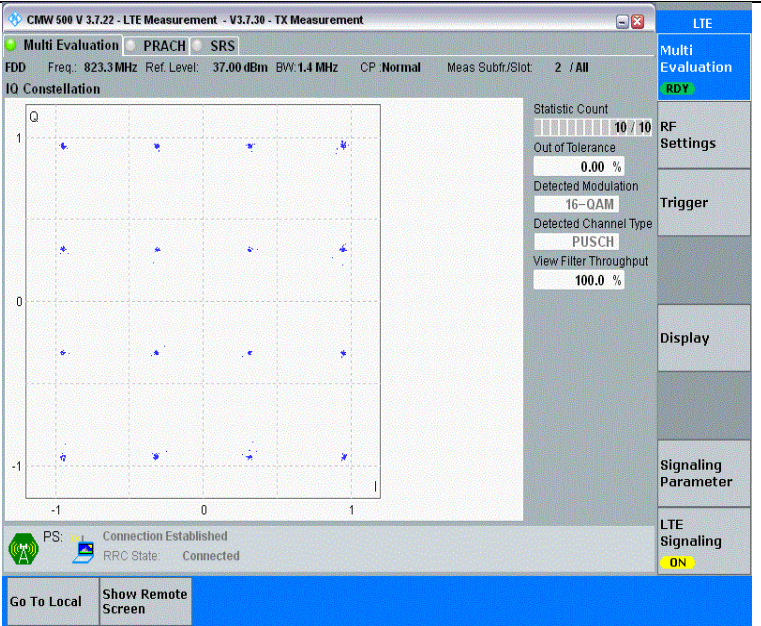 CMW 500 V 3.7.22 - LTE Measurement - V3.7.30 - TX Measurement
LTE
Multi Evaluation PRACH SRS
Multi
Evaluation
RDY
FDD Freq.: 823.3 MHz Ref. Level: 37.00 dBm BW: 1.4 MHz CP :Normal Meas Subfr./Slot: 2 / All
IQ Constellation
Q
1
0
-1
I
-1 0 1
Statistic Count
10 / 10
Out of Tolerance
0.00 %
Detected Modulation
16-QAM
Detected Channel Type
PUSCH
View Filter Throughput
100.0 %
RF
Settings
Trigger
Display
Signaling
Parameter
LTE
Signaling
ON
PS: Connection Established
RRC State: Connected
Go To Local
Show Remote
Screen